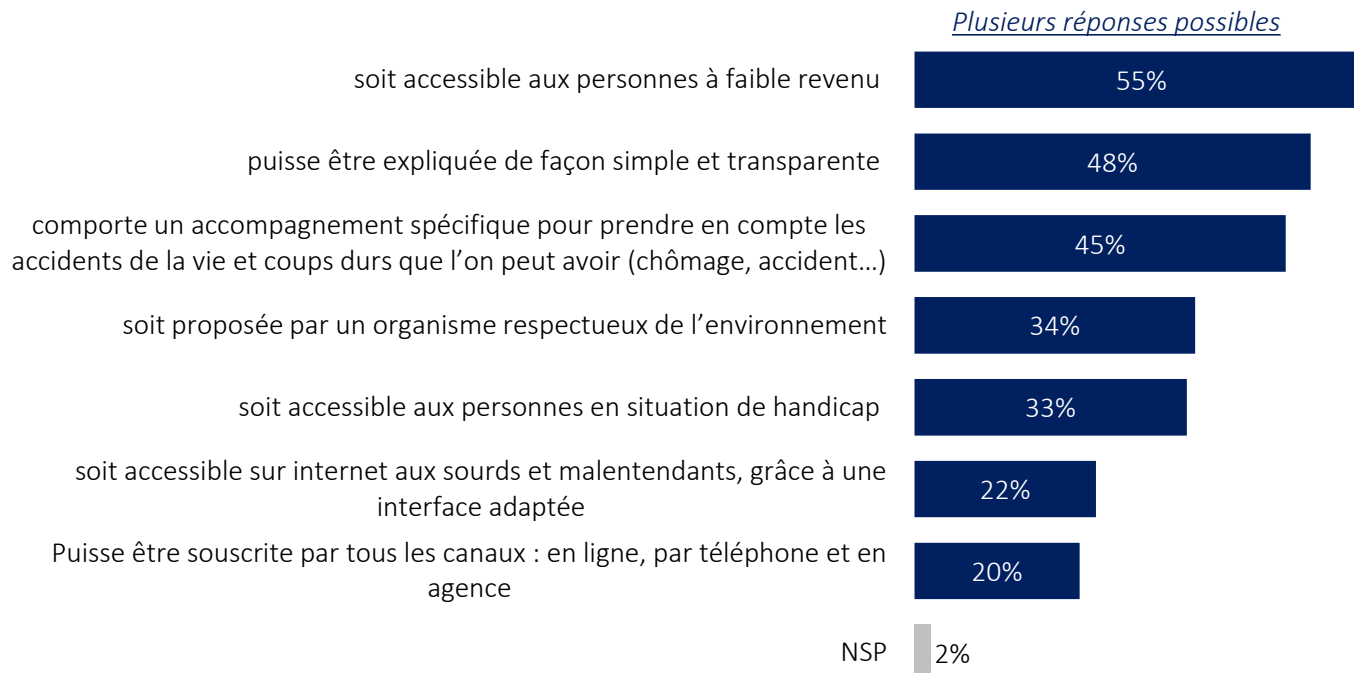 Plusieurs réponses possibles
soit accessible aux personnes à faible revenu
55%
puisse être expliquée de façon simple et transparente
48%
comporte un accompagnement spécifique pour prendre en compte les
accidents de la vie et coups durs que l’on peut avoir (chômage, accident…)
45%
soit proposée par un organisme respectueux de l’environnement
34%
soit accessible aux personnes en situation de handicap
33%
soit accessible sur internet aux sourds et malentendants, grâce à une
interface adaptée
22%
Puisse être souscrite par tous les canaux : en ligne, par téléphone et en
agence
20%
NSP
2%